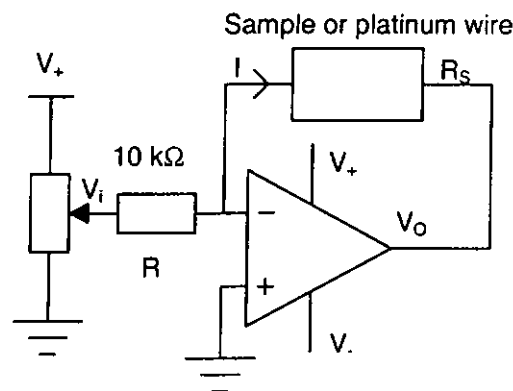 Sample or platinum wire
V+
I
RS
10 kΩ
V+
Vi
−
VO
R
+
V-